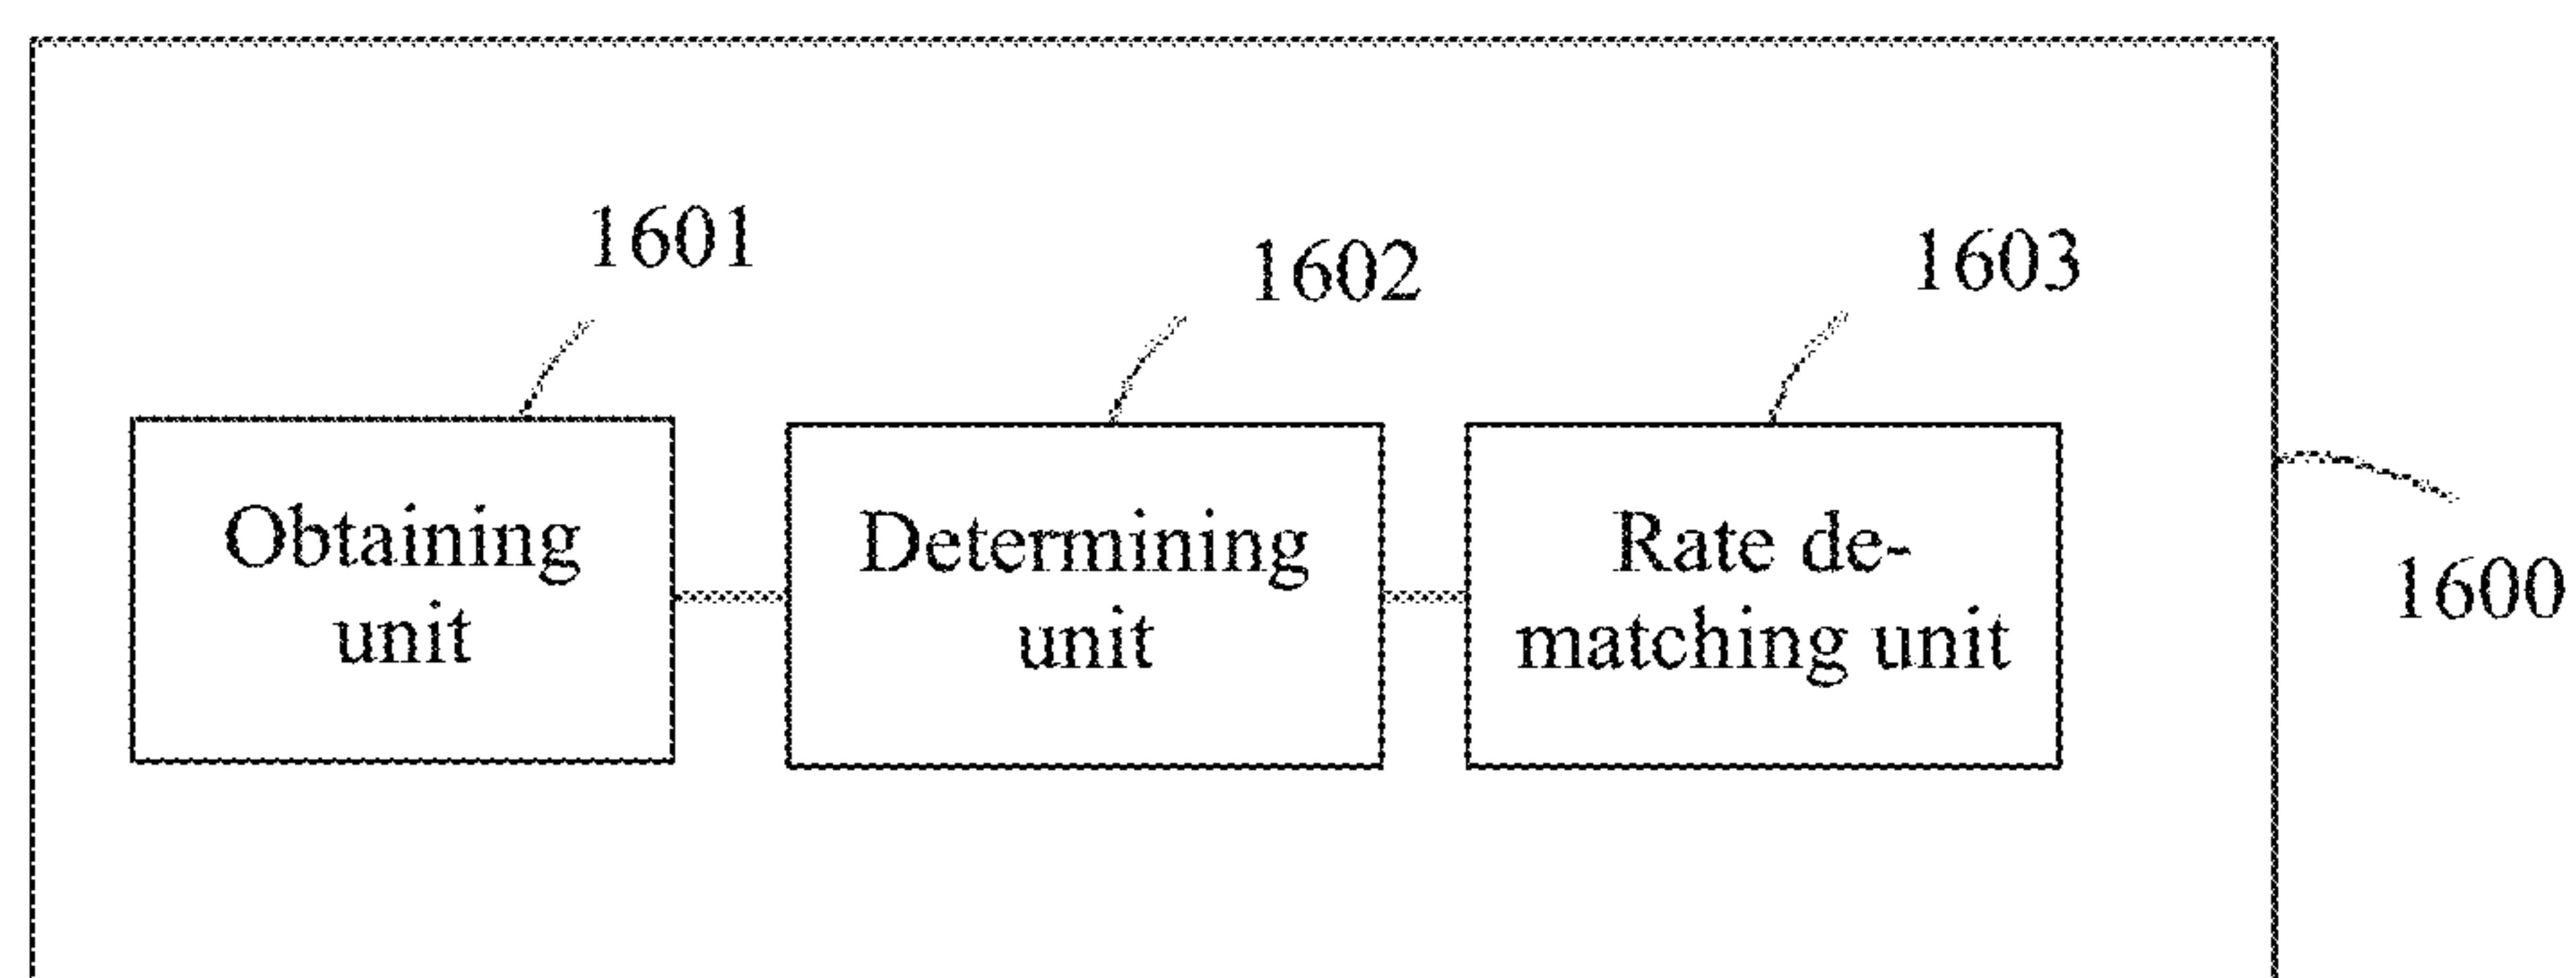 1601
1602
1603
Obtaining
unit
Determining
unit
Rate de-
matching unit
1600